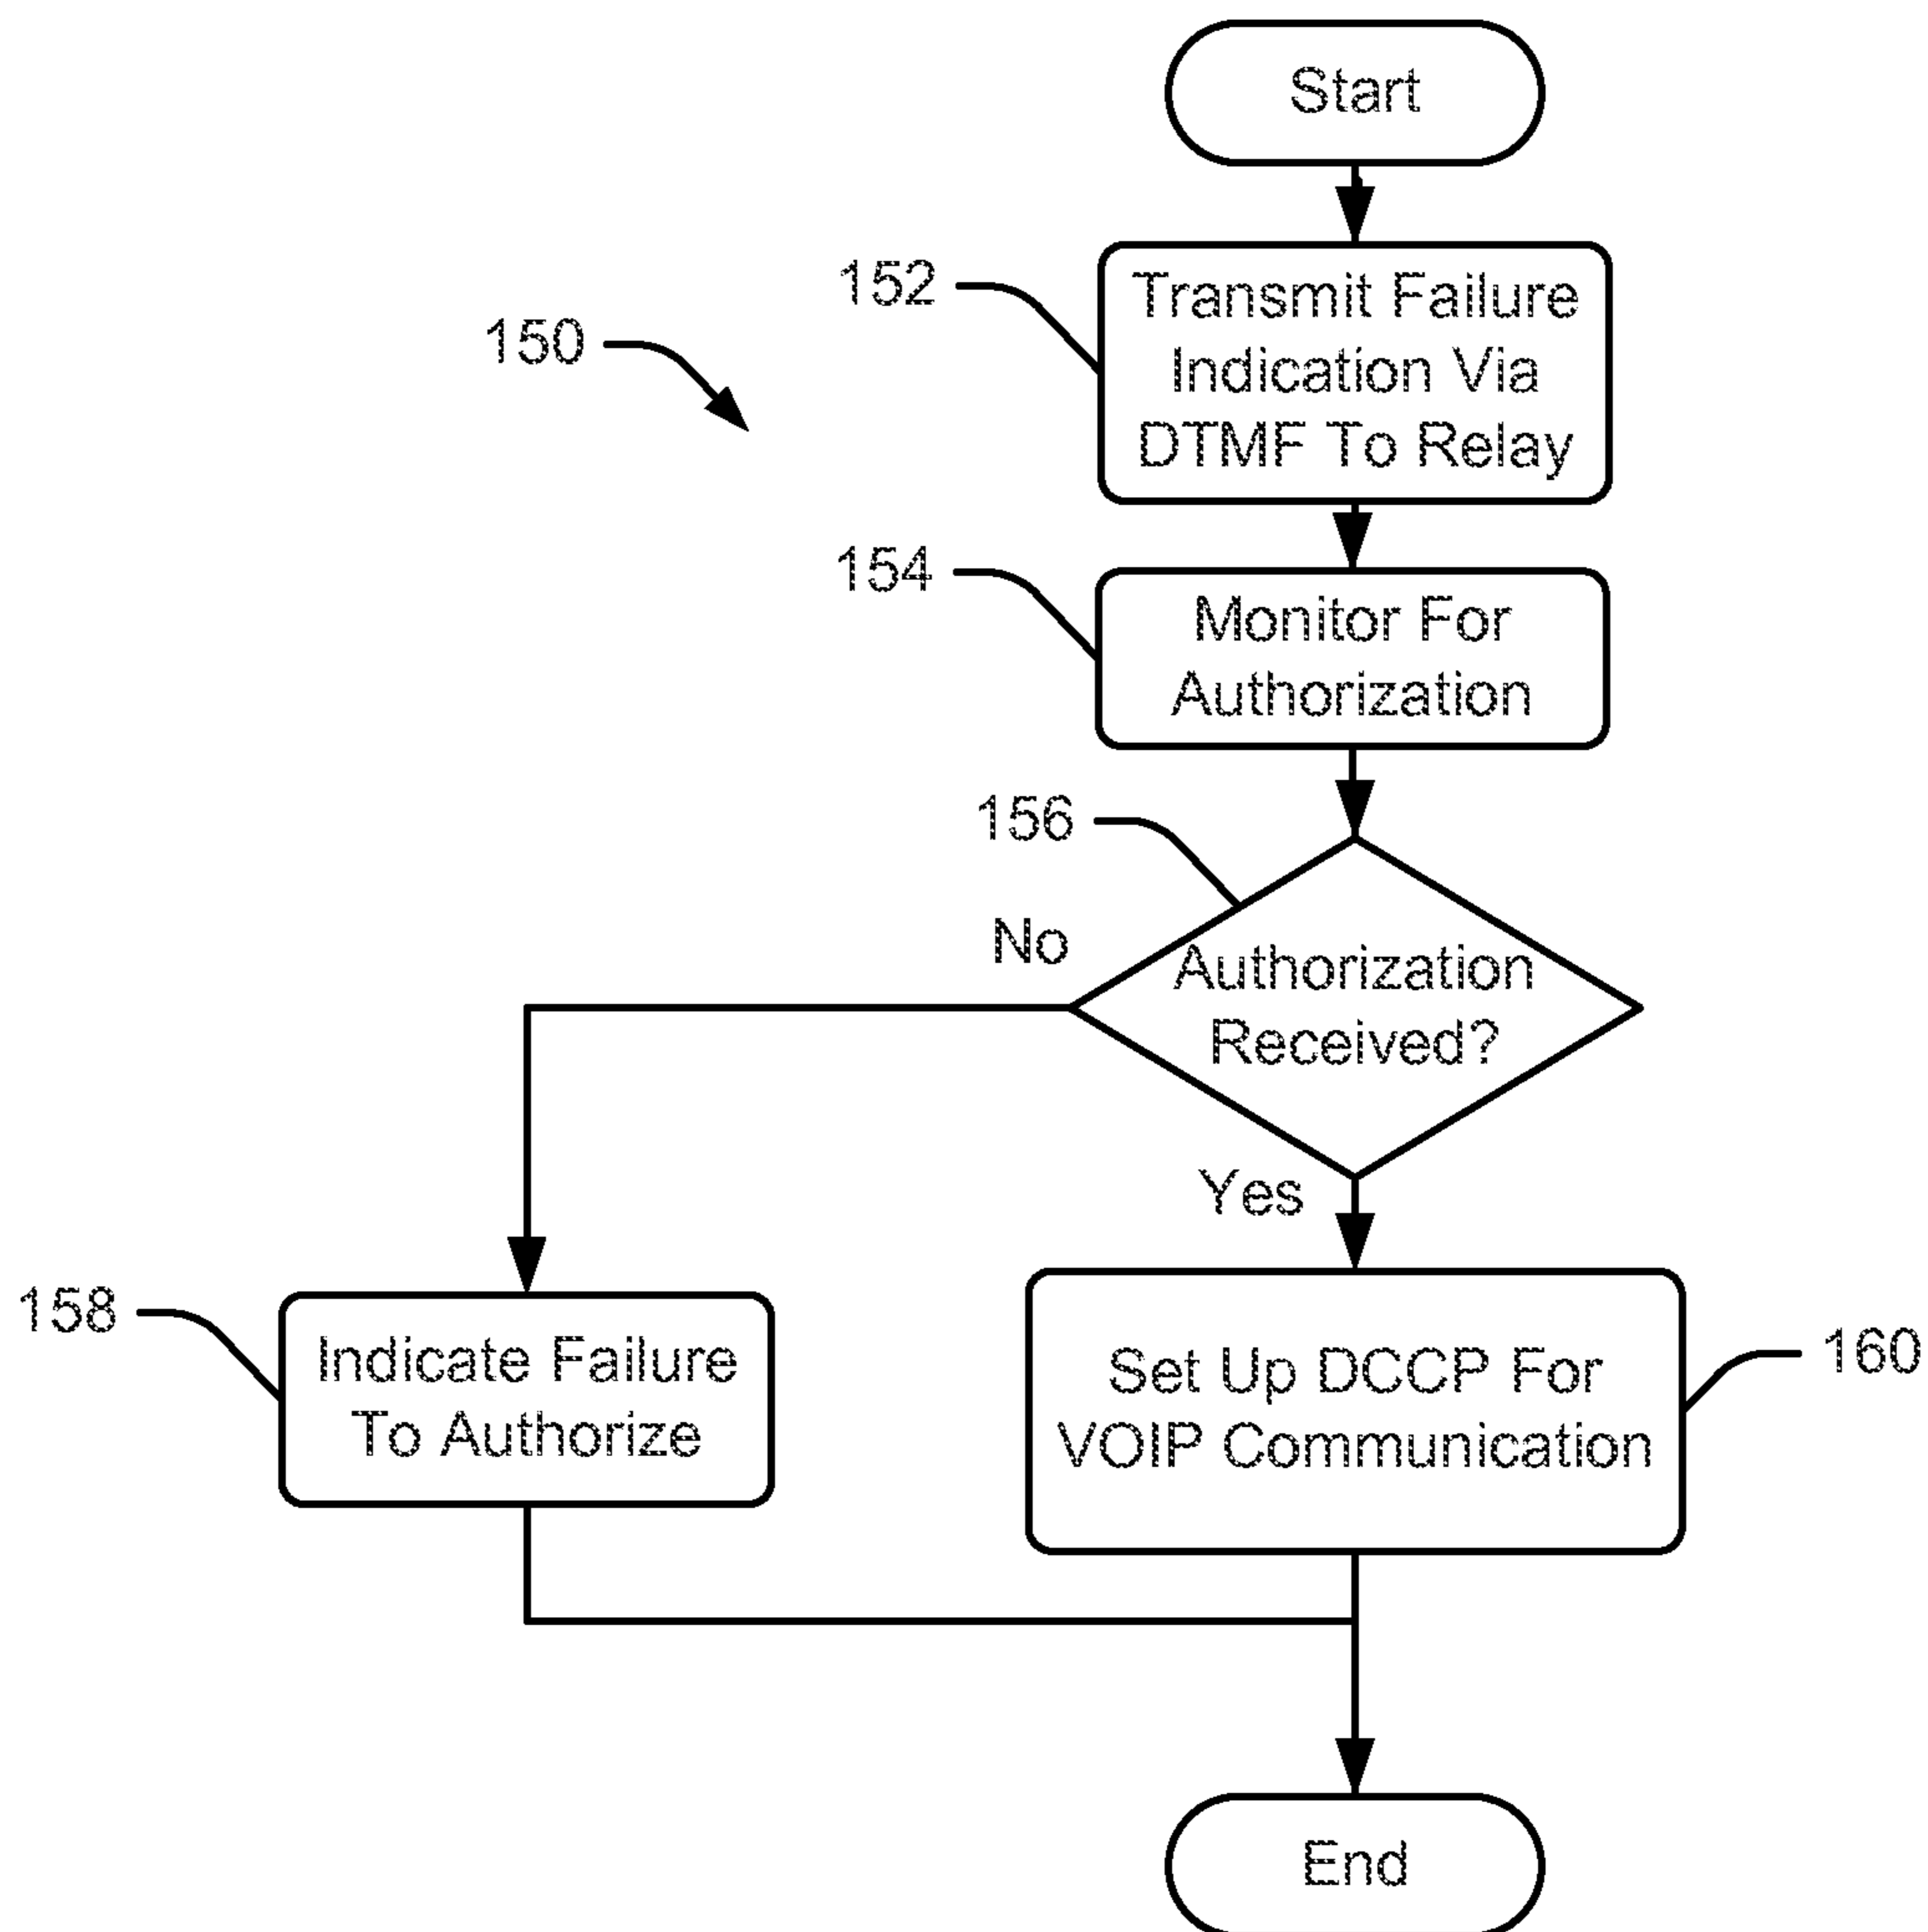 Start
152
Transmit Failure
Indication Via
DTMF To Relay
150
154
Monitor For
Authorization
156
No
Authorization
Received?
Yes
158
Indicate Failure
To Authorize
Set Up DCCP For
VOIP Communication
160
End